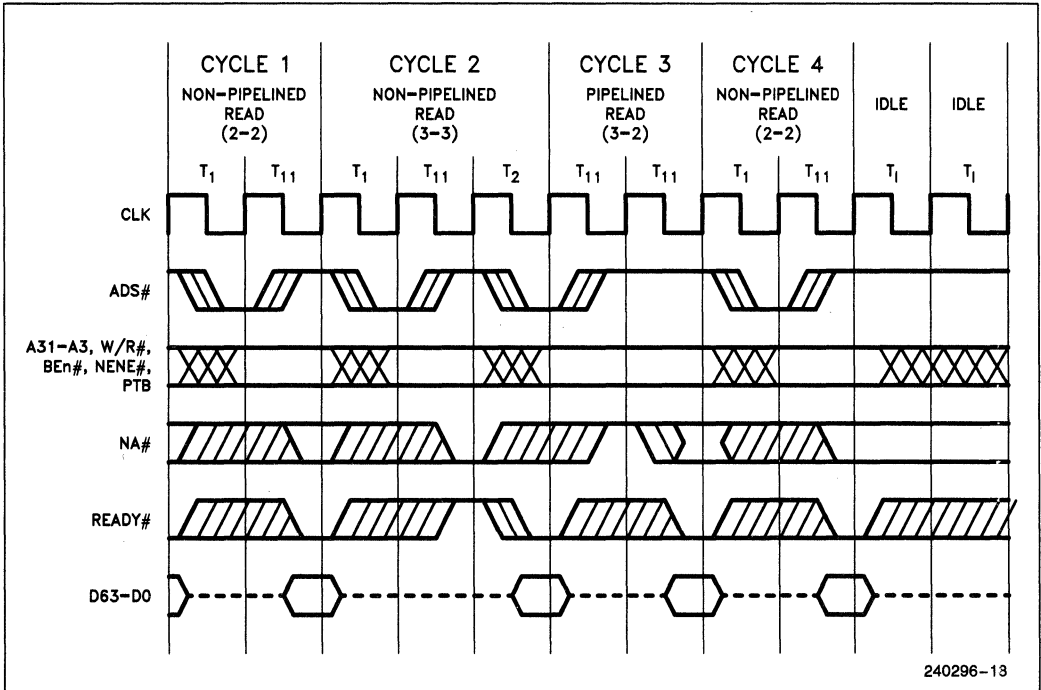 CYCLE 1
NON-PIPELINED
READ
(2-2)
CYCLE 2
NON-PIPELINED
READ
(3-3)
CYCLE 3
PIPELINED
READ
(3-2)
CYCLE 4
NON-PIPELINED
READ
(2-2)
IDLE
IDLE
T1 T11 T1 T11 T2 T11 T11 T1 T11 TI TI
CLK
ADS#
A31-A3, W/R#,
BEn#, NENE#,
PTB
NA#
READY#
D63-D0
240296-13